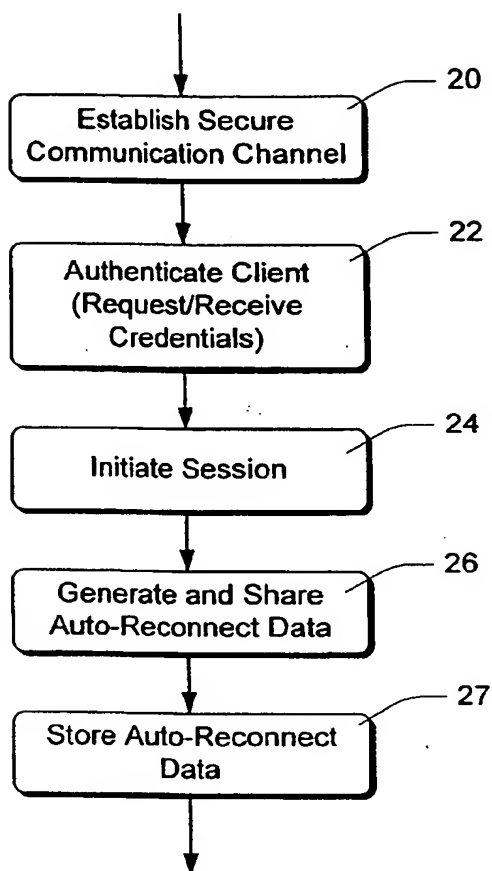 20
Establish Secure
Communication Channel
22
Authenticate Client
(Request/Receive
Credentials)
24
Initiate Session
26
Generate and Share
Auto-Reconnect Data
27
Store Auto-Reconnect
Data